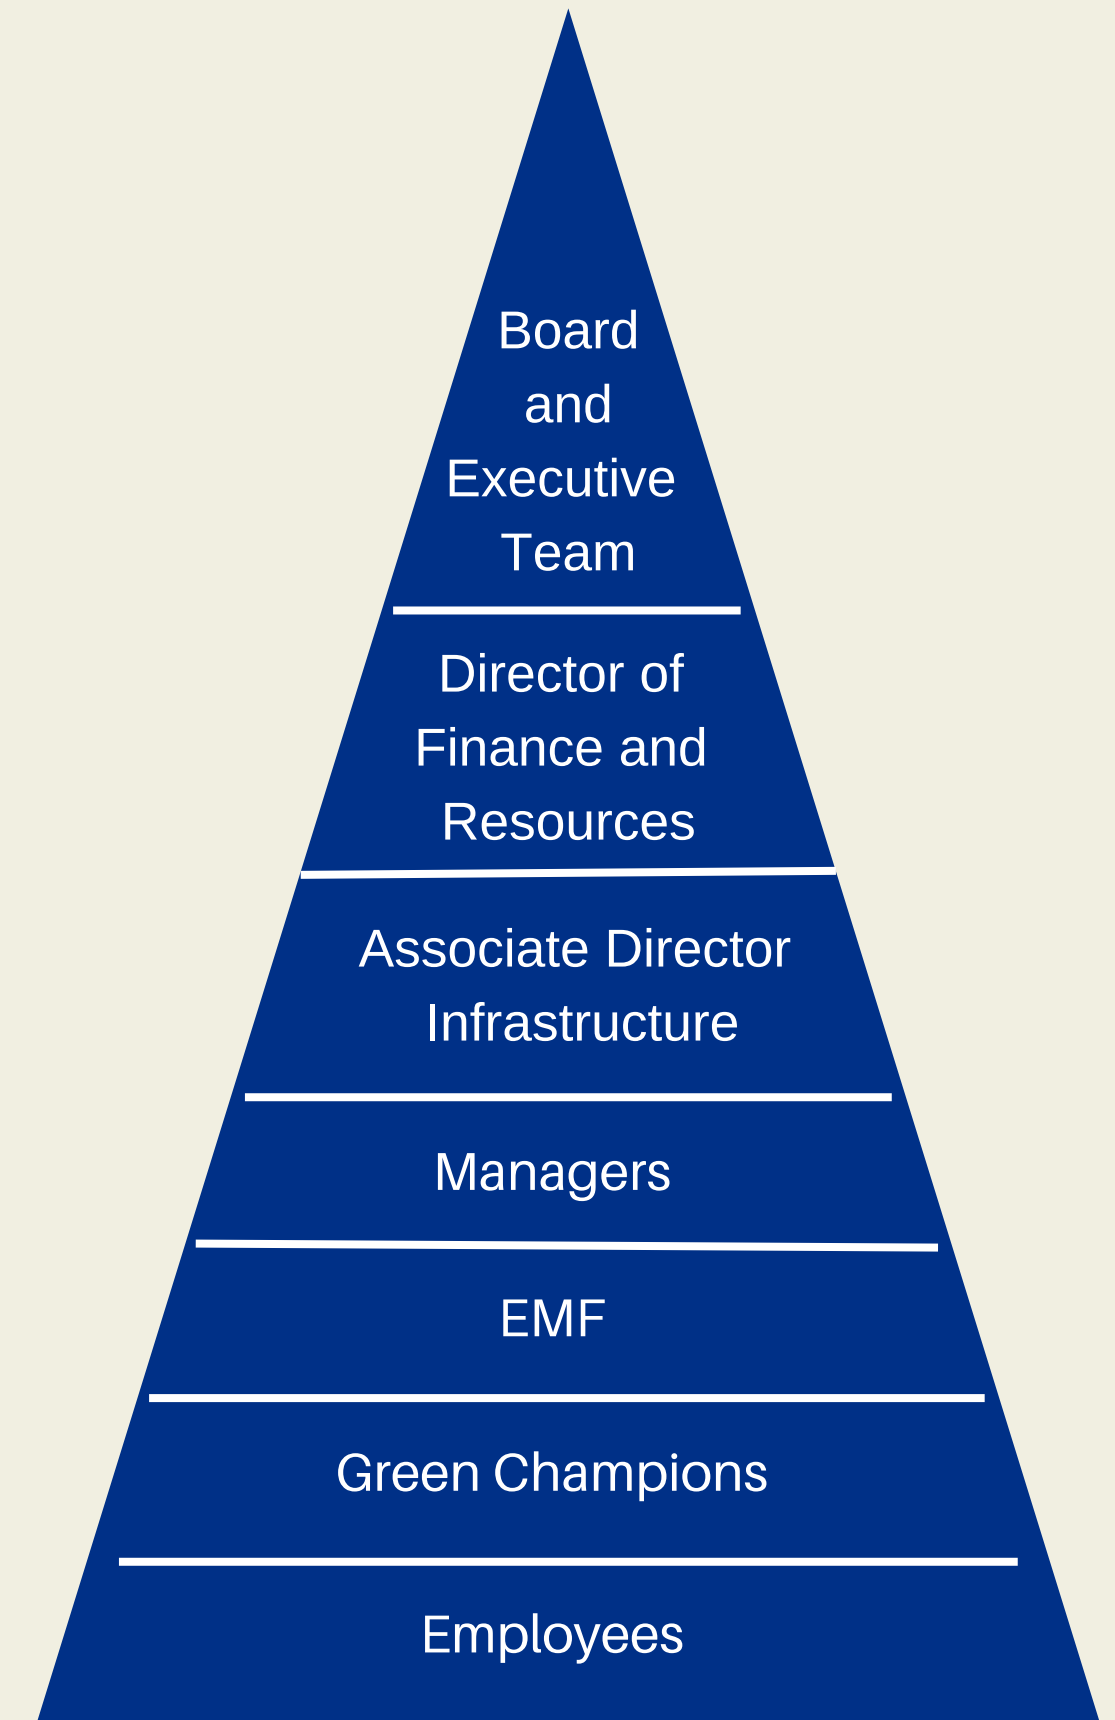 Board
and
Executive
Team
Director of
Finance and
Resources
Associate Director
Infrastructure
Managers
EMF
Green Champions
Employees